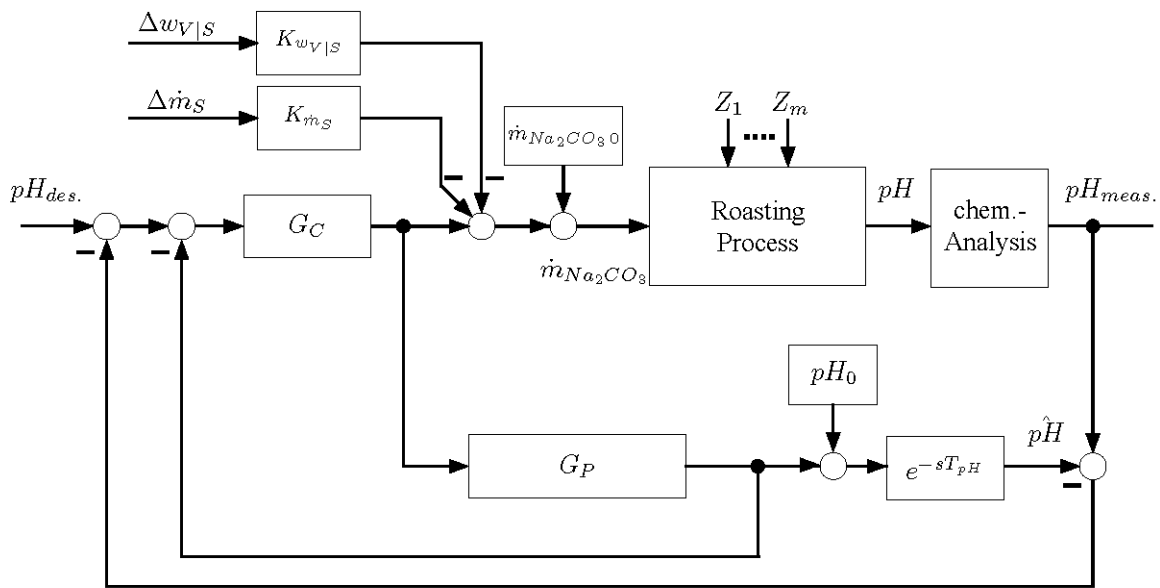 Δw_{V|S}
K_{w_{V|S}}
Δṁ_S
K_{ṁ_S}
ṁ_{Na_2CO_3 0}
Z_1
Z_m
pH_{des.}
G_C
ṁ_{Na_2CO_3}
Roasting
Process
pH
chem.-
Analysis
pH_{meas.}
pH_0
G_P
e^{-sT_{pH}}
p\hat{H}